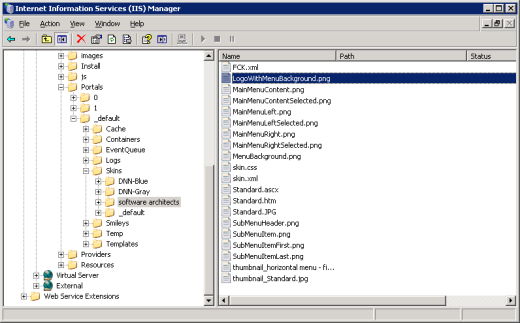 Internet Information Services (IIS) Manager
File Action View Window Help
Name Path Status
images
Install
js
Portals
0
1
_default
Cache
Containers
EventQueue
Logs
Skins
DNN-Blue
DNN-Gray
software architects
_default
Smileys
Temp
Templates
Providers
Resources
Virtual Server
External
Web Service Extensions
FCK.xml
LogoWithMenuBackground.png
MainMenuContent.png
MainMenuContentSelected.png
MainMenuLeft.png
MainMenuLeftSelected.png
MainMenuRight.png
MainMenuRightSelected.png
MenuBackground.png
skin.css
skin.xml
Standard.ascx
Standard.htm
Standard.JPG
SubMenuHeader.png
SubMenuItem.png
SubMenuItemFirst.png
SubMenuItemLast.png
thumbnail_horizontal menu - fi...
thumbnail_Standard.jpg